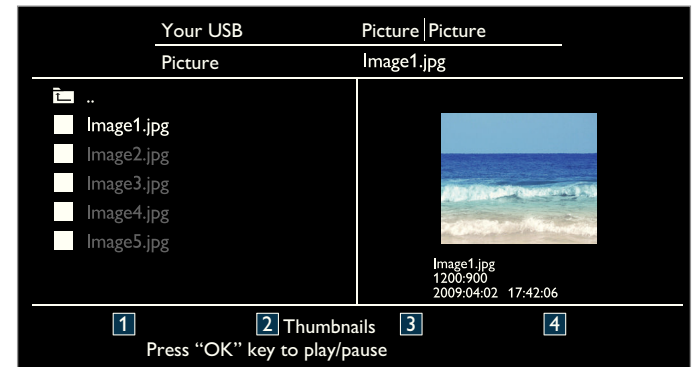 Your USB Picture Picture
Picture Image1.jpg
..
Image1.jpg
Image2.jpg
Image3.jpg
Image4.jpg
Image5.jpg
Image1.jpg
1200:900
2009:04:02 17:42:06
1 2 Thumbnails 3 4
Press “OK” key to play/pause